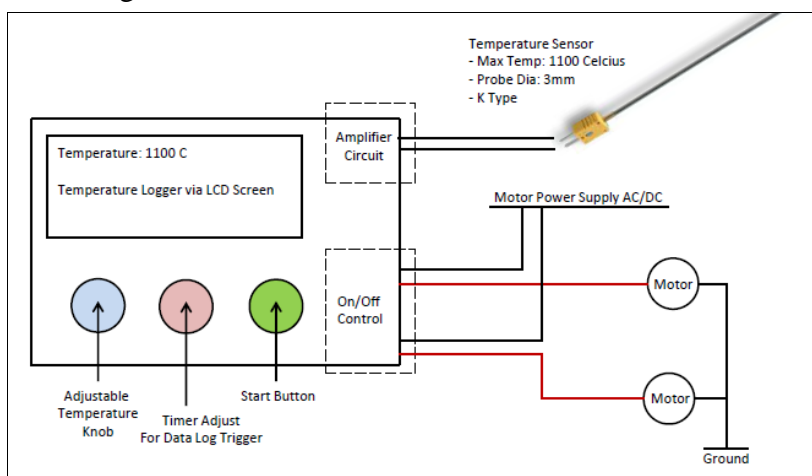 Temperature Sensor
- Max Temp: 1100 Celcius
- Probe Dia: 3mm
- K Type
Amplifier
Circuit
Temperature: 1100 C
Temperature Logger via LCD Screen
Motor Power Supply AC/DC
On/Off
Control
Motor
Motor
Adjustable
Temperature
Knob
Timer Adjust
For Data Log Trigger
Start Button
Ground